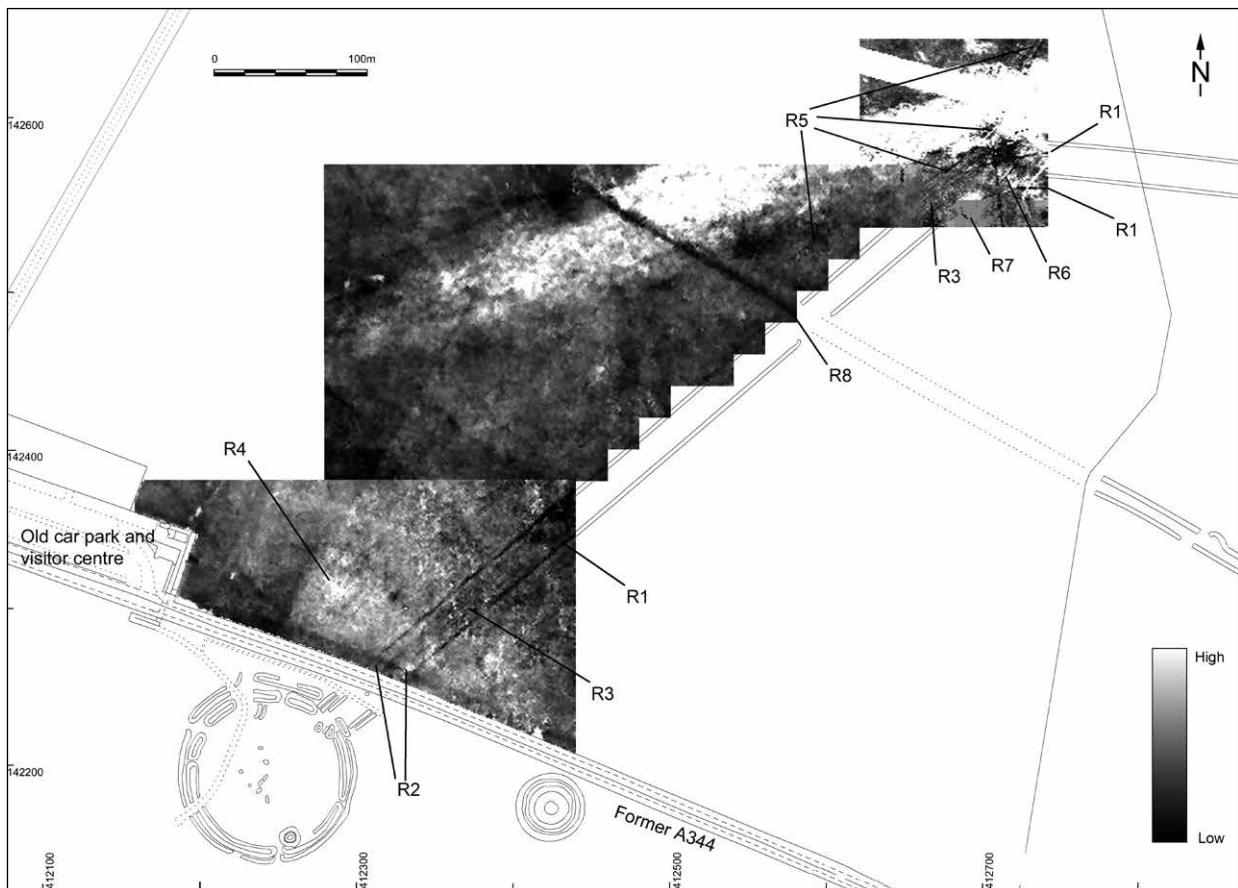 0 100m
N
142600
R5
R1
R1
R3
R7
R6
R8
142400
R4
Old car park and
visitor centre
R1
R3
High
142200
R2
Former A344
Low
412100
412300
412500
412700